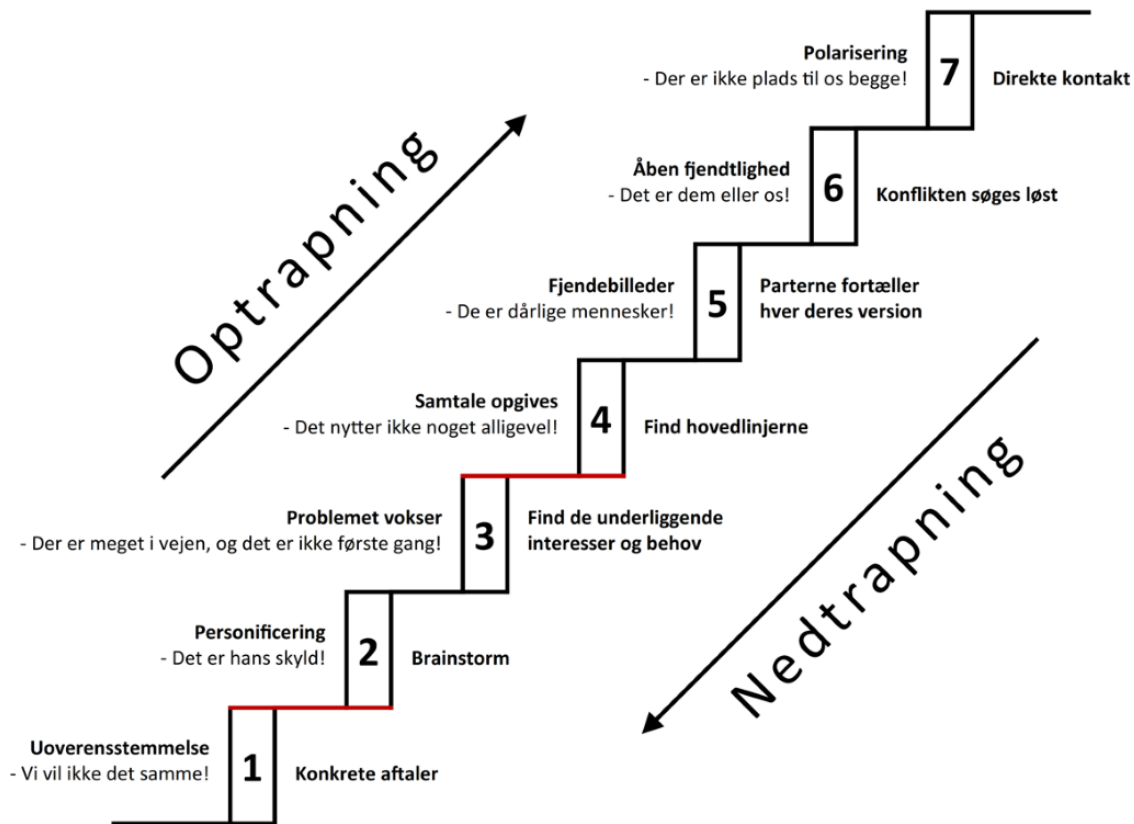 Polarisering
- Der er ikke plads til os begge!
7
Direkte kontakt
Optrapning
Åben fjendtlighed
- Det er dem eller os!
6
Konflikten søges løst
Fjendebilleder
- De er dårlige mennesker!
5
Parterne fortæller
hver deres version
Samtale opgives
- Det nytter ikke noget alligevel!
4
Find hovedlinjerne
Nedtrapning
Problemet vokser
- Der er meget i vejen, og det er ikke første gang!
3
Find de underliggende
interesser og behov
Personificering
- Det er hans skyld!
2
Brainstorm
Uoverensstemmelse
- Vi vil ikke det samme!
1
Konkrete aftaler